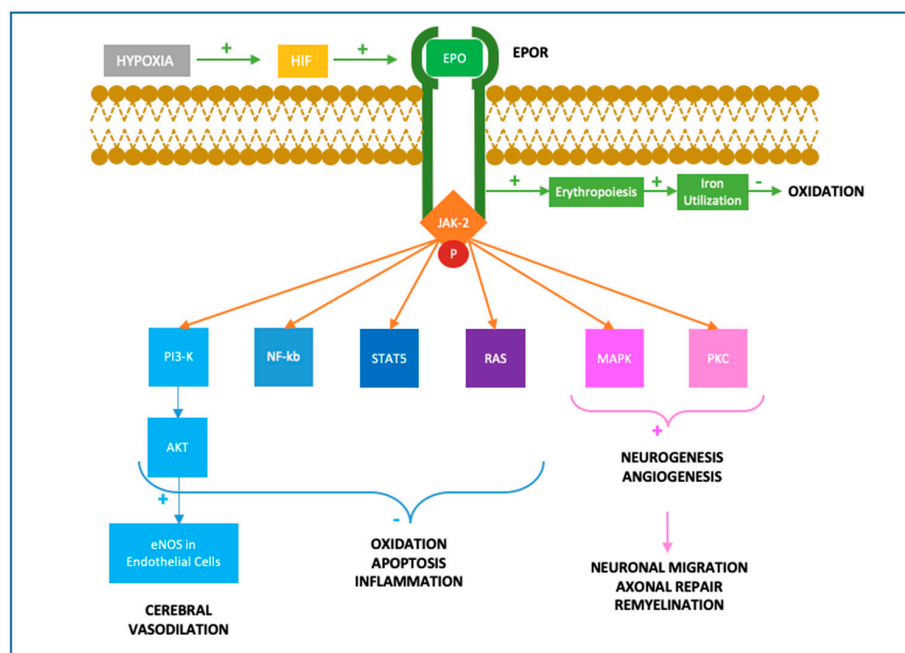 HYPOXIA
+
HIF
+
EPO
EPOR
+
Erythropoiesis
+
Iron
Utilization
-
OXIDATION
JAK-2
P
PI3-K
NF-kb
STAT5
RAS
MAPK
PKC
AKT
+
NEUROGENESIS
ANGIOGENESIS
+
eNOS in
Endothelial Cells
-
OXIDATION
APOPTOSIS
INFLAMMATION
NEURONAL MIGRATION
AXONAL REPAIR
REMYELINATION
CEREBRAL
VASODILATION